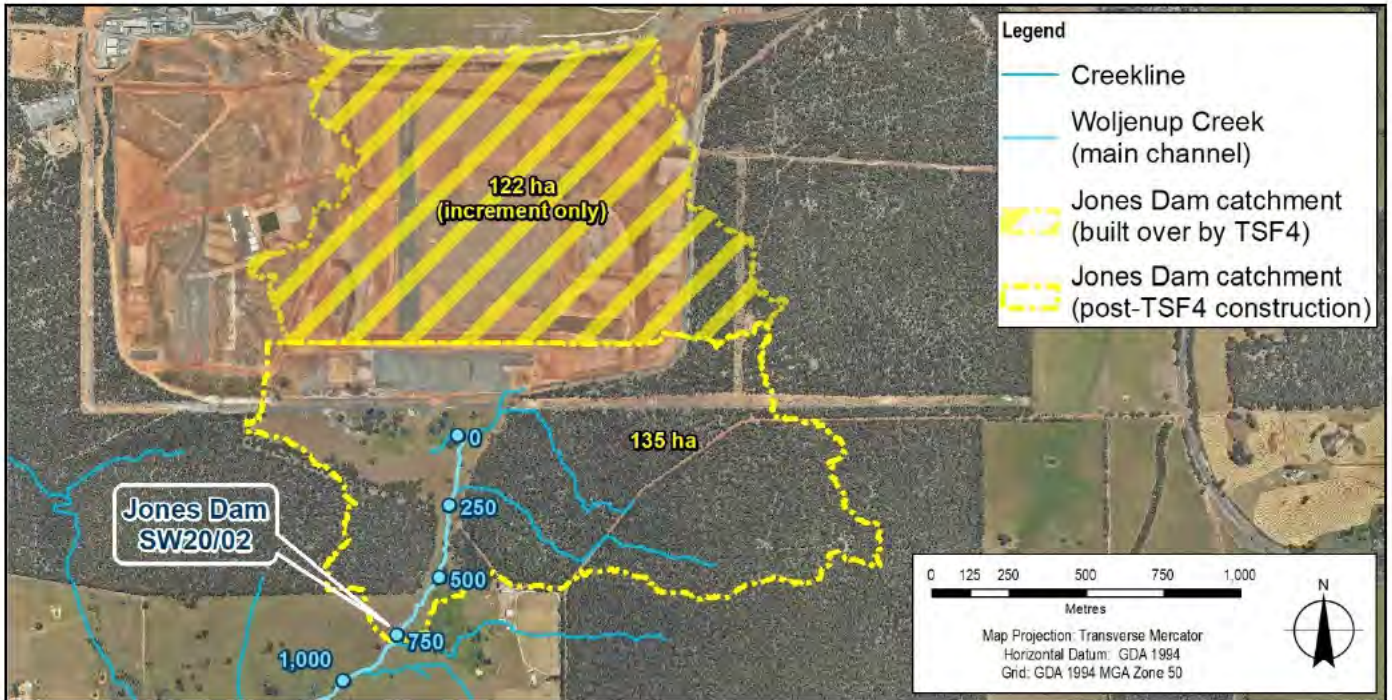 Legend
Creekline
Woljenup Creek
(main channel)
Jones Dam catchment
(built over by TSF4)
Jones Dam catchment
(post-TSF4 construction)
122 ha
(increment only)
135 ha
0
250
Jones Dam
SW20/02
500
750
1,000
0 125 250 500 750 1,000
Metres
Map Projection: Transverse Mercator
Horizontal Datum: GDA 1994
Grid: GDA 1994 MGA Zone 50
N